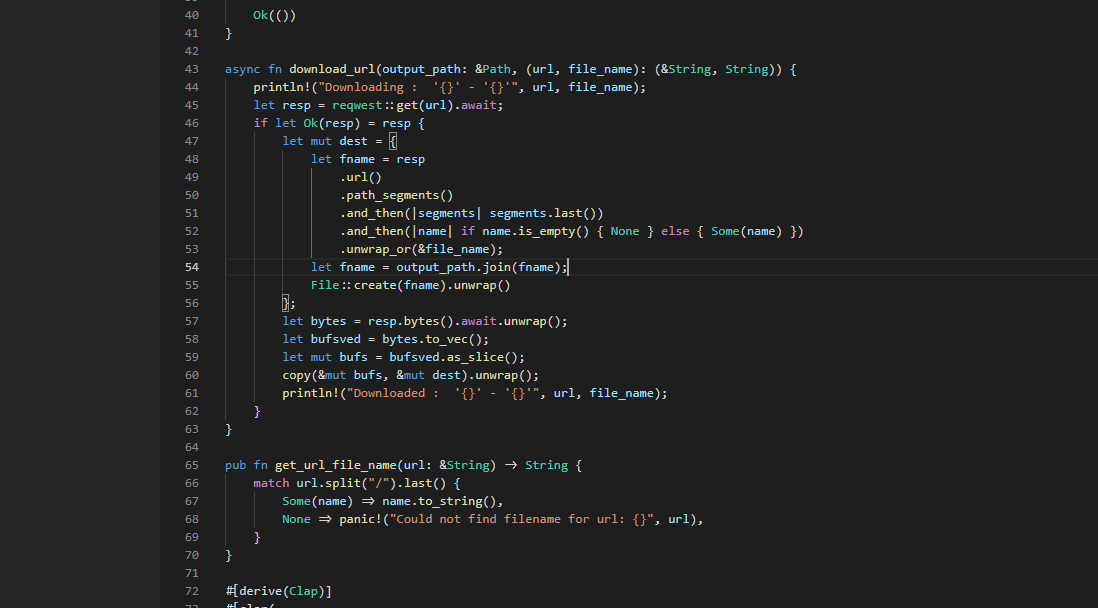 40 Ok(())
41 }
42
43 async fn download_url(output_path: &Path, (url, file_name): (&String, String)) {
44 println!("Downloading : '{}' - '{}'", url, file_name);
45 let resp = reqwest::get(url).await;
46 if let Ok(resp) = resp {
47 let mut dest = {
48 let fname = resp
49 .url()
50 .path_segments()
51 .and_then(|segments| segments.last())
52 .and_then(|name| if name.is_empty() { None } else { Some(name) })
53 .unwrap_or(&file_name);
54 let fname = output_path.join(fname);
55 File::create(fname).unwrap()
56 };
57 let bytes = resp.bytes().await.unwrap();
58 let bufsved = bytes.to_vec();
59 let mut bufs = bufsved.as_slice();
60 copy(&mut bufs, &mut dest).unwrap();
61 println!("Downloaded : '{}' - '{}'", url, file_name);
62 }
63 }
64
65 pub fn get_url_file_name(url: &String) → String {
66 match url.split("/").last() {
67 Some(name) ⇒ name.to_string(),
68 None ⇒ panic!("Could not find filename for url: {}", url),
69 }
70 }
71
72 #[derive(Clap)]
73 #[clap(